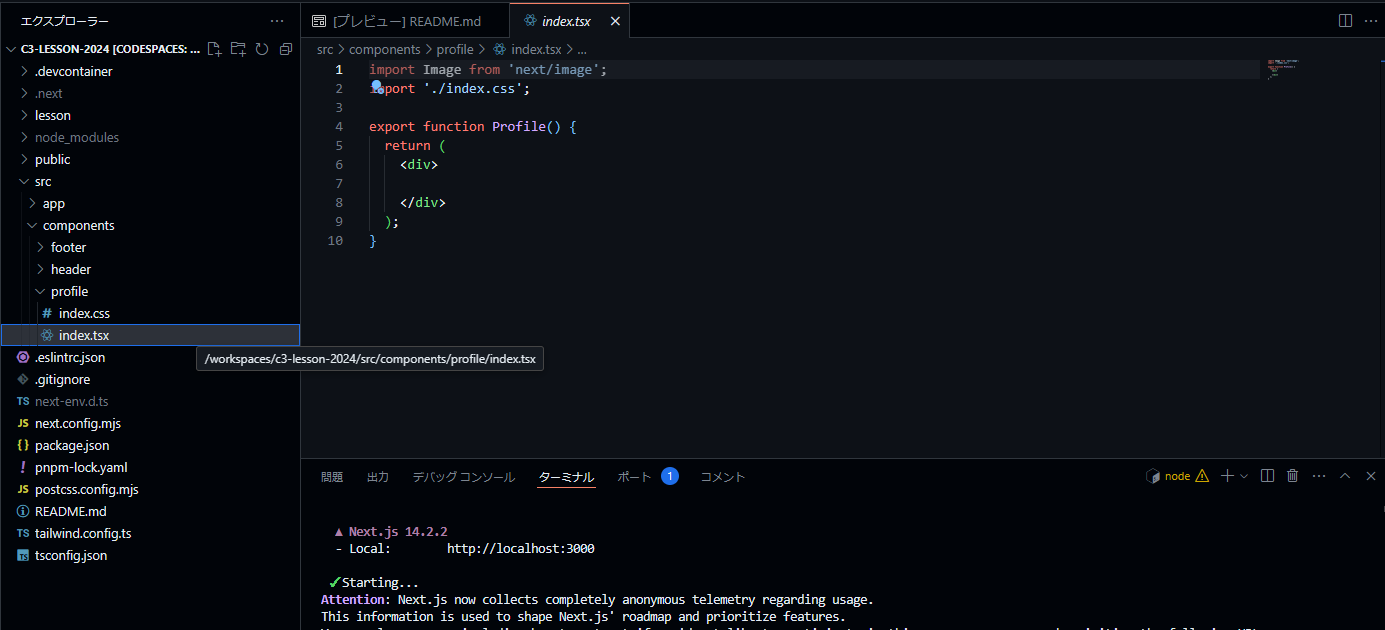 エクスプローラー
C3-LESSON-2024 [CODESPACES: ...
.devcontainer
.next
lesson
node_modules
public
src
app
components
footer
header
profile
# index.css
index.tsx
.eslintrc.json
.gitignore
TS next-env.d.ts
JS next.config.mjs
{} package.json
! pnpm-lock.yaml
JS postcss.config.mjs
README.md
TS tailwind.config.ts
TS tsconfig.json
/workspaces/c3-lesson-2024/src/components/profile/index.tsx
[プレビュー] README.md
index.tsx
src > components > profile > index.tsx > ...
1 import Image from 'next/image';
2 import './index.css';
3
4 export function Profile() {
5 return (
6 <div>
7
8 </div>
9 );
10 }
問題 出力 デバッグ コンソール ターミナル ポート 1 コメント
node
▲ Next.js 14.2.2
- Local: http://localhost:3000
✓ Starting...
Attention: Next.js now collects completely anonymous telemetry regarding usage.
This information is used to shape Next.js' roadmap and prioritize features.